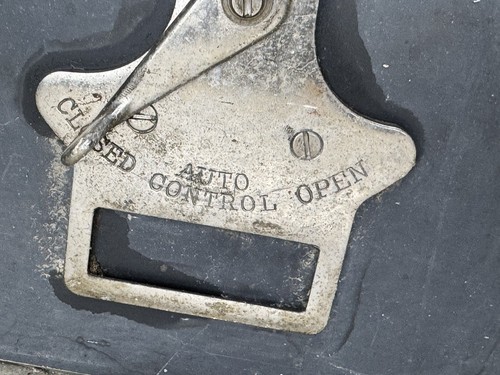 CLOSED
AUTO
CONTROL
OPEN